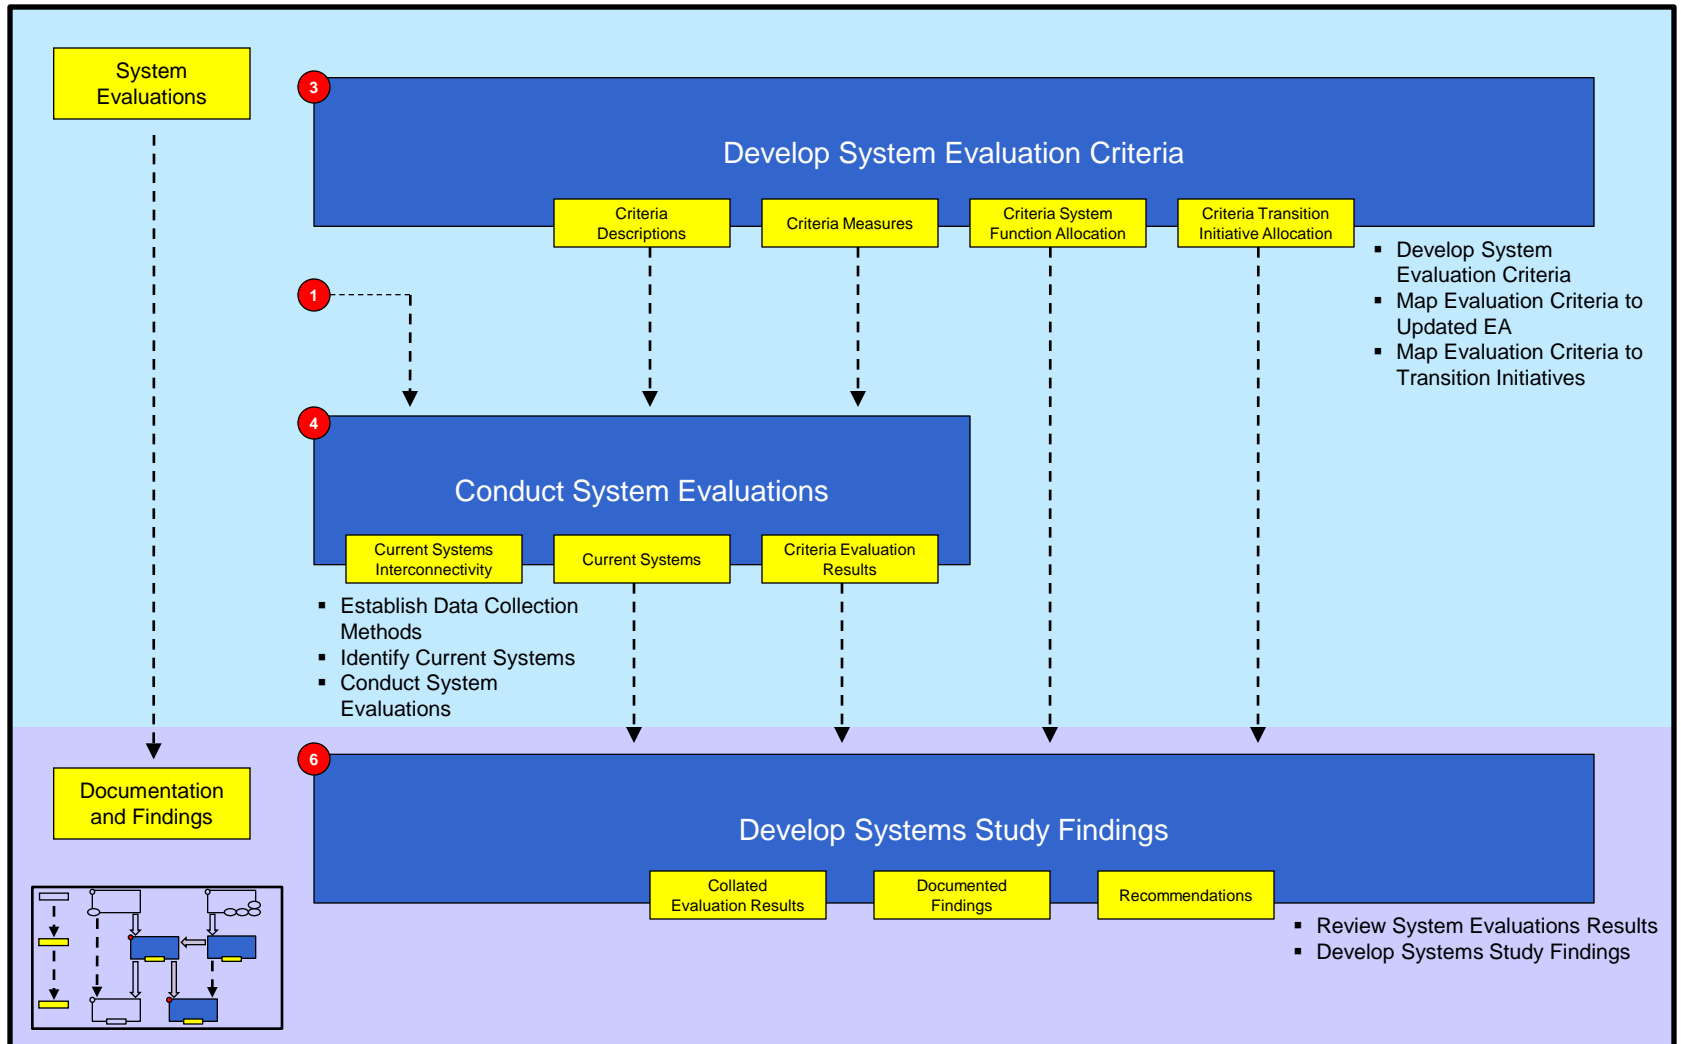 System
Evaluations
3
Develop System Evaluation Criteria
Criteria
Descriptions
Criteria Measures
Criteria System
Function Allocation
Criteria Transition
Initiative Allocation
▪ Develop System
Evaluation Criteria
▪ Map Evaluation Criteria to
Updated EA
▪ Map Evaluation Criteria to
Transition Initiatives
1
4
Conduct System Evaluations
Current Systems
Interconnectivity
Current Systems
Criteria Evaluation
Results
▪ Establish Data Collection
Methods
▪ Identify Current Systems
▪ Conduct System
Evaluations
Documentation
and Findings
6
Develop Systems Study Findings
Collated
Evaluation Results
Documented
Findings
Recommendations
▪ Review System Evaluations Results
▪ Develop Systems Study Findings